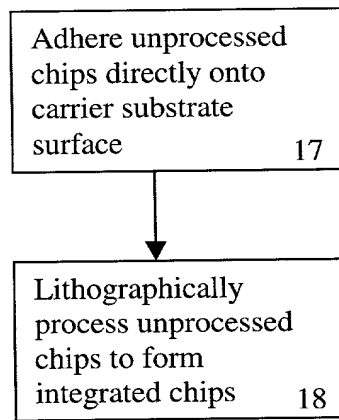 Adhere unprocessed
chips directly onto
carrier substrate
surface 17
Lithographically
process unprocessed
chips to form
integrated chips 18